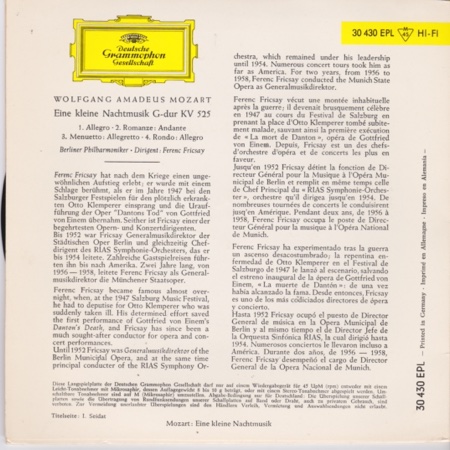 Deutsche
Grammophon
Gesellschaft
WOLFGANG AMADEUS MOZART
Eine kleine Nachtmusik G-dur KV 525
1. Allegro · 2. Romanze: Andante
3. Menuetto: Allegretto · 4. Rondo: Allegro
Berliner Philharmoniker · Dirigent: Ferenc Fricsay
Ferenc Fricsay hat nach dem Kriege einen unge-
wöhnlichen Aufstieg erlebt; er wurde mit einem
Schlage berühmt, als er im Jahre 1947 bei den
Salzburger Festspielen für den plötzlich erkrank-
ten Otto Klemperer einsprang und die Urauf-
führung der Oper "Dantons Tod" von Gottfried
von Einem übernahm. Seither ist Fricsay einer der
begehrtesten Opern- und Konzertdirigenten.
Bis 1952 war Fricsay Generalmusikdirektor der
Städtischen Oper Berlin und gleichzeitig Chef-
dirigent des RIAS Symphonie-Orchesters, das er
bis 1954 leitete. Zahlreiche Gastspielreisen führ-
ten ihn bis nach Amerika. Zwei Jahre lang, von
1956 — 1958, leitete Ferenc Fricsay als General-
musikdirektor die Münchener Staatsoper.
Ferenc Fricsay became famous almost over-
night, when, at the 1947 Salzburg Music Festival,
he had to deputise for Otto Klemperer who was
suddenly taken ill. His determined effort saved
the first performance of Gottfried von Einem's
Danton's Death, and Fricsay has since been a
much sought-after conductor for opera and con-
cert performances.
Until 1952 Fricsay was Generalmusikdirektor of the
Berlin Municipal Opera, and at the same time
principal conductor of the RIAS Symphony Or-
30 430 EPL
45
HI-FI
chestra, which remained under his leadership
until 1954. Numerous concert tours took him as
far as America. For two years, from 1956 to
1958, Ferenc Fricsay conducted the Munich State
Opera as Generalmusikdirektor.
Ferenc Fricsay vécut une montée inhabituelle
après la guerre; il devenait brusquement célèbre
en 1947 au cours du Festival de Salzbourg en
prenant la place d'Otto Klemperer tombé subite-
ment malade, sauvant ainsi la première exécution
de « La mort de Danton », opéra de Gottfried
von Einem. Depuis, Fricsay est un des chefs-
d'orchestre d'opéra et de concerts les plus en
faveur.
Jusqu'en 1952 Fricsay détint la fonction de Di-
recteur Général pour la Musique à l'Opéra Mu-
nicipal de Berlin et remplit en même temps celle
de Chef Principal du « RIAS Symphonie-Orches-
ter », orchestre qu'il dirigea jusqu'en 1954. De
nombreuses tournées de concerts le conduisirent
jusqu'en Amérique. Pendant deux ans, de 1956 à
1958, Ferenc Fricsay occupa le poste de Direc-
teur Général pour la musique à l'Opéra National
de Munich.
Ferenc Fricsay ha experimentado tras la guerra
un ascenso desacostumbrado; la repentina en-
fermedad de Otto Klemperer en el Festival de
Salzburgo de 1947 le lanzó al escenario, salvando
el estreno inaugural de la ópera de Gottfried von
Einem, « La muerte de Dantón » de una vez
había alcanzado la fama. Desde entonces, Fricsay
es uno de los más codiciados directores de ópera
y concierto.
Hasta 1952 Fricsay ocupó el puesto de Director
General de música en la Opera Municipal de
Berlín y al mismo tiempo el de Director Jefe de
la Orquesta Sinfónica RIAS, la cual dirigió hasta
1954. Numerosos conciertos le llevaron incluso a
América. Durante dos años, de 1956 — 1958,
Ferenc Fricsay desempeñó el cargo de Director
General de la Opera Nacional de Munich.
30 430 EPL — Printed in Germany · Imprimé en Allemagne · Impreso en Alemania —
Titelseite: I. Seidat
Mozart: Eine kleine Nachtmusik